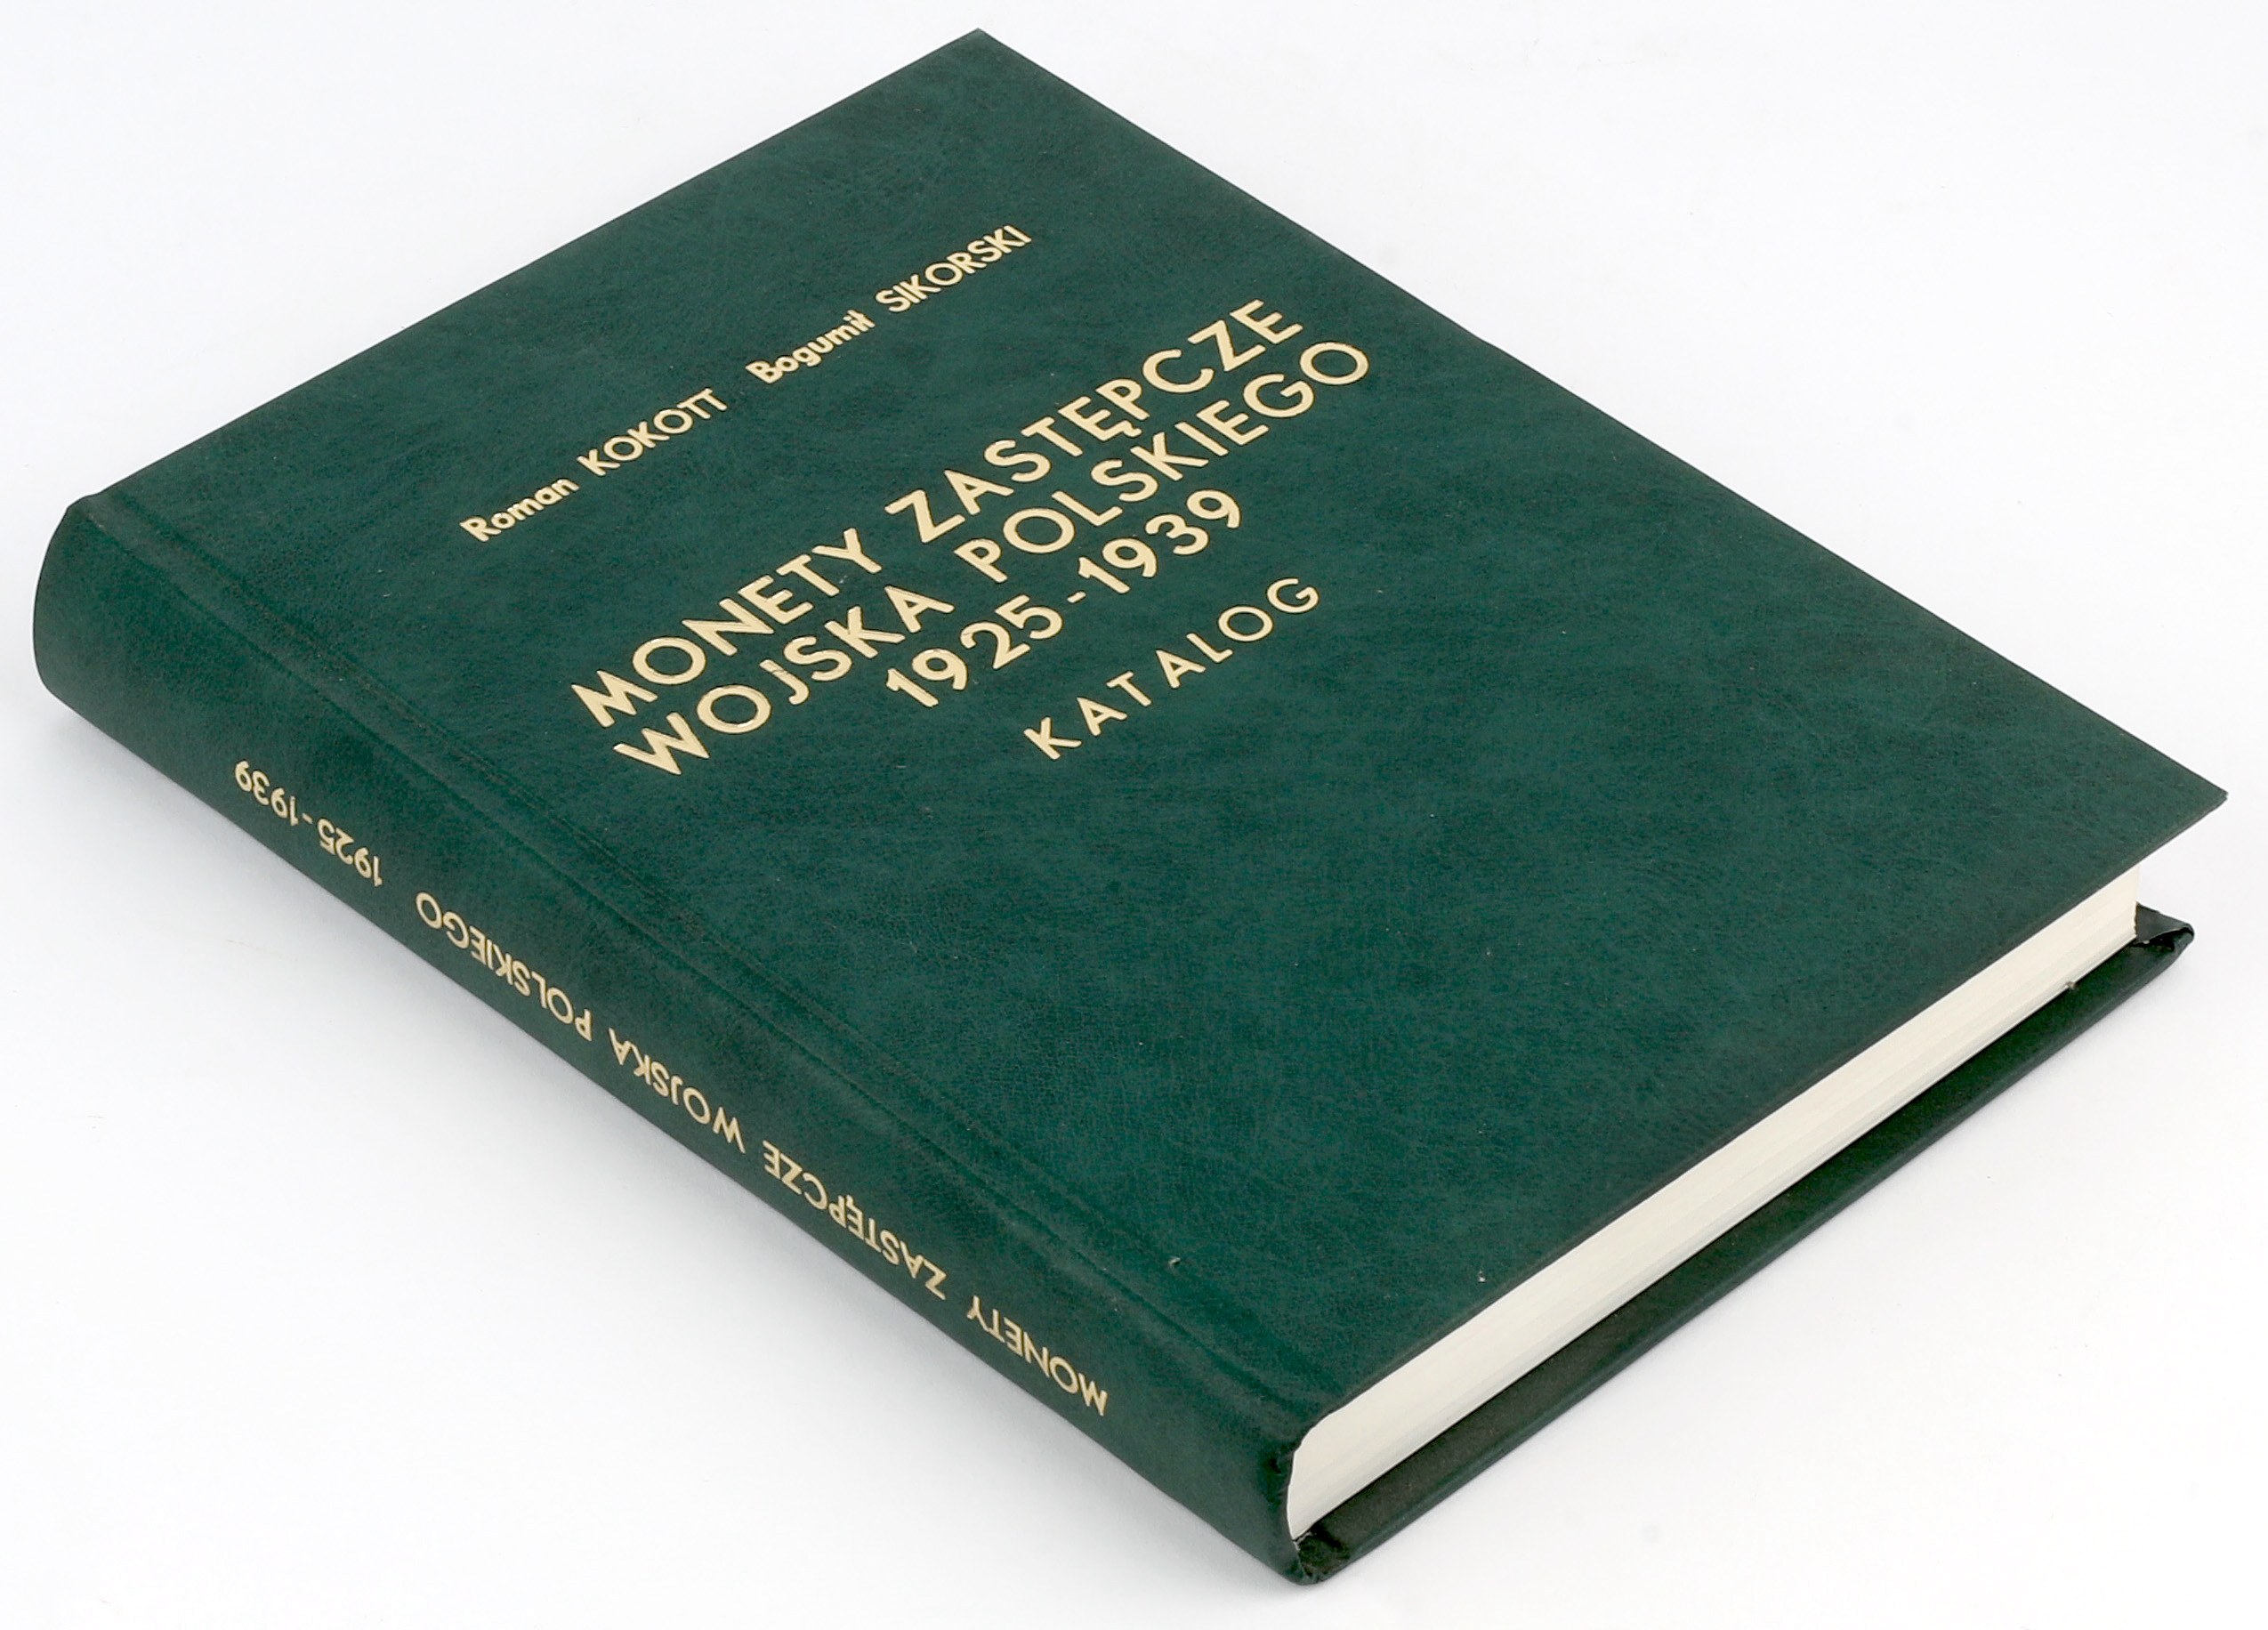 Roman KOKOTT Bogumił SIKORSKI
MONETY ZASTĘPCZE
WOJSKA POLSKIEGO
1925-1939
KATALOG
MONETY ZASTĘPCZE WOJSKA POLSKIEGO 1925-1939